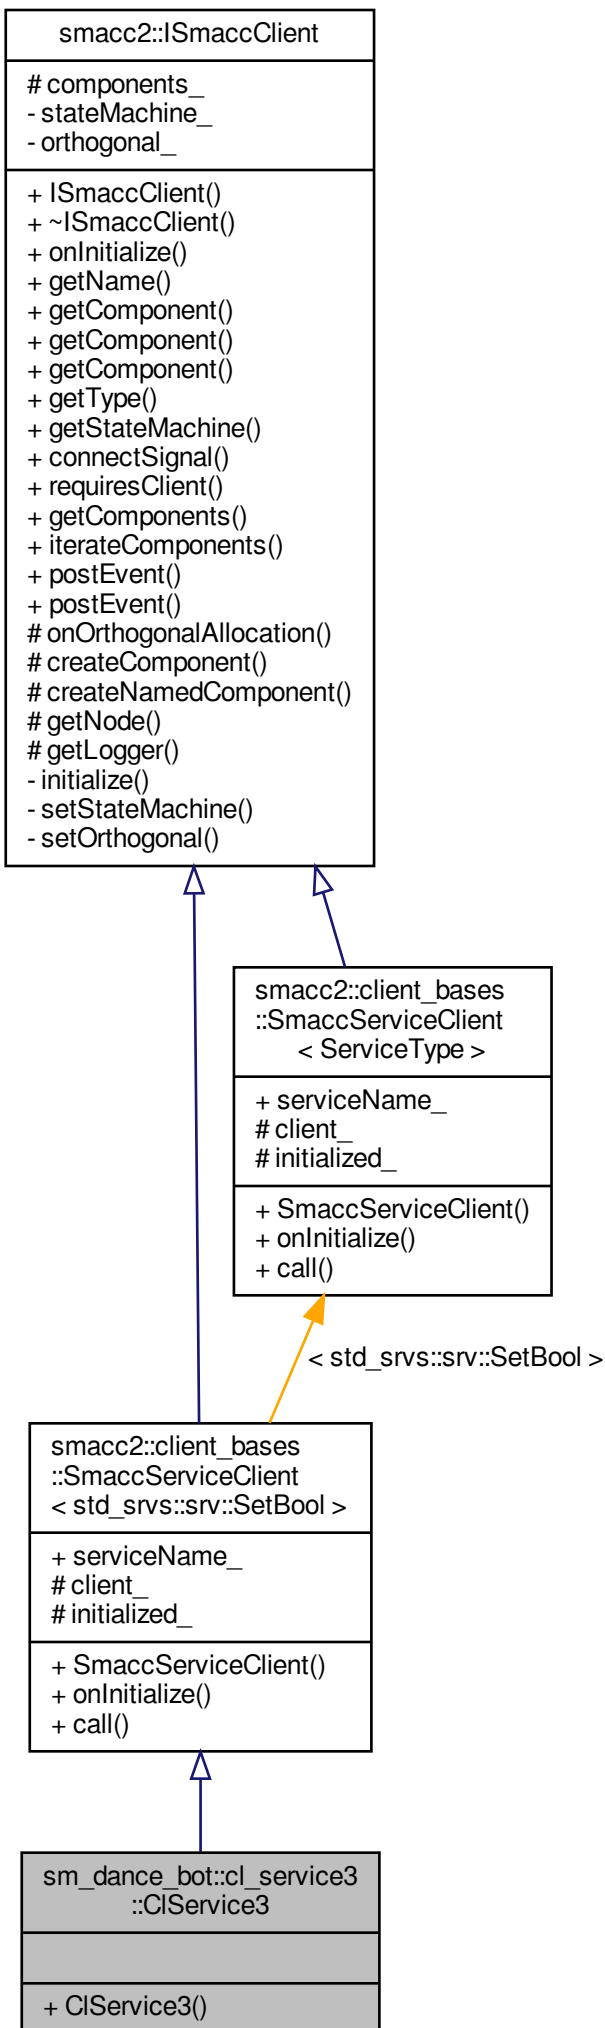 smacc2::ISmaccClient
# components_
- stateMachine_
- orthogonal_
+ ISmaccClient()
+ ~ISmaccClient()
+ onInitialize()
+ getName()
+ getComponent()
+ getComponent()
+ getComponent()
+ getType()
+ getStateMachine()
+ connectSignal()
+ requiresClient()
+ getComponents()
+ iterateComponents()
+ postEvent()
+ postEvent()
# onOrthogonalAllocation()
# createComponent()
# createNamedComponent()
# getNode()
# getLogger()
- initialize()
- setStateMachine()
- setOrthogonal()
smacc2::client_bases
::SmaccServiceClient
< ServiceType >
+ serviceName_
# client_
# initialized_
+ SmaccServiceClient()
+ onInitialize()
+ call()
< std_srvs::srv::SetBool >
smacc2::client_bases
::SmaccServiceClient
< std_srvs::srv::SetBool >
+ serviceName_
# client_
# initialized_
+ SmaccServiceClient()
+ onInitialize()
+ call()
sm_dance_bot::cl_service3
::ClService3
+ ClService3()